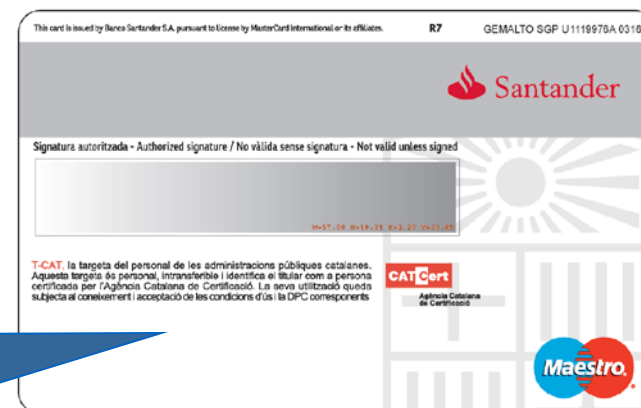 This card is issued by Banco Santander S.A. pursuant to license by MasterCard International or its affiliates. R7 GEMALTO SGP U1119976A 0316
Santander
Signatura autoritzada - Authorized signature / No vàlida sense signatura - Not valid unless signed
T-CAT, la targeta del personal de les administracions públiques catalanes.
Aquesta targeta és personal, intransferible i identifica el titular com a persona
certificada per l'Agència Catalana de Certificació. La seva utilització queda
subjecta al coneixement i acceptació de les condicions d'ús i la DPC corresponents
CATCert
Agència Catalana
de Certificació
Maestro